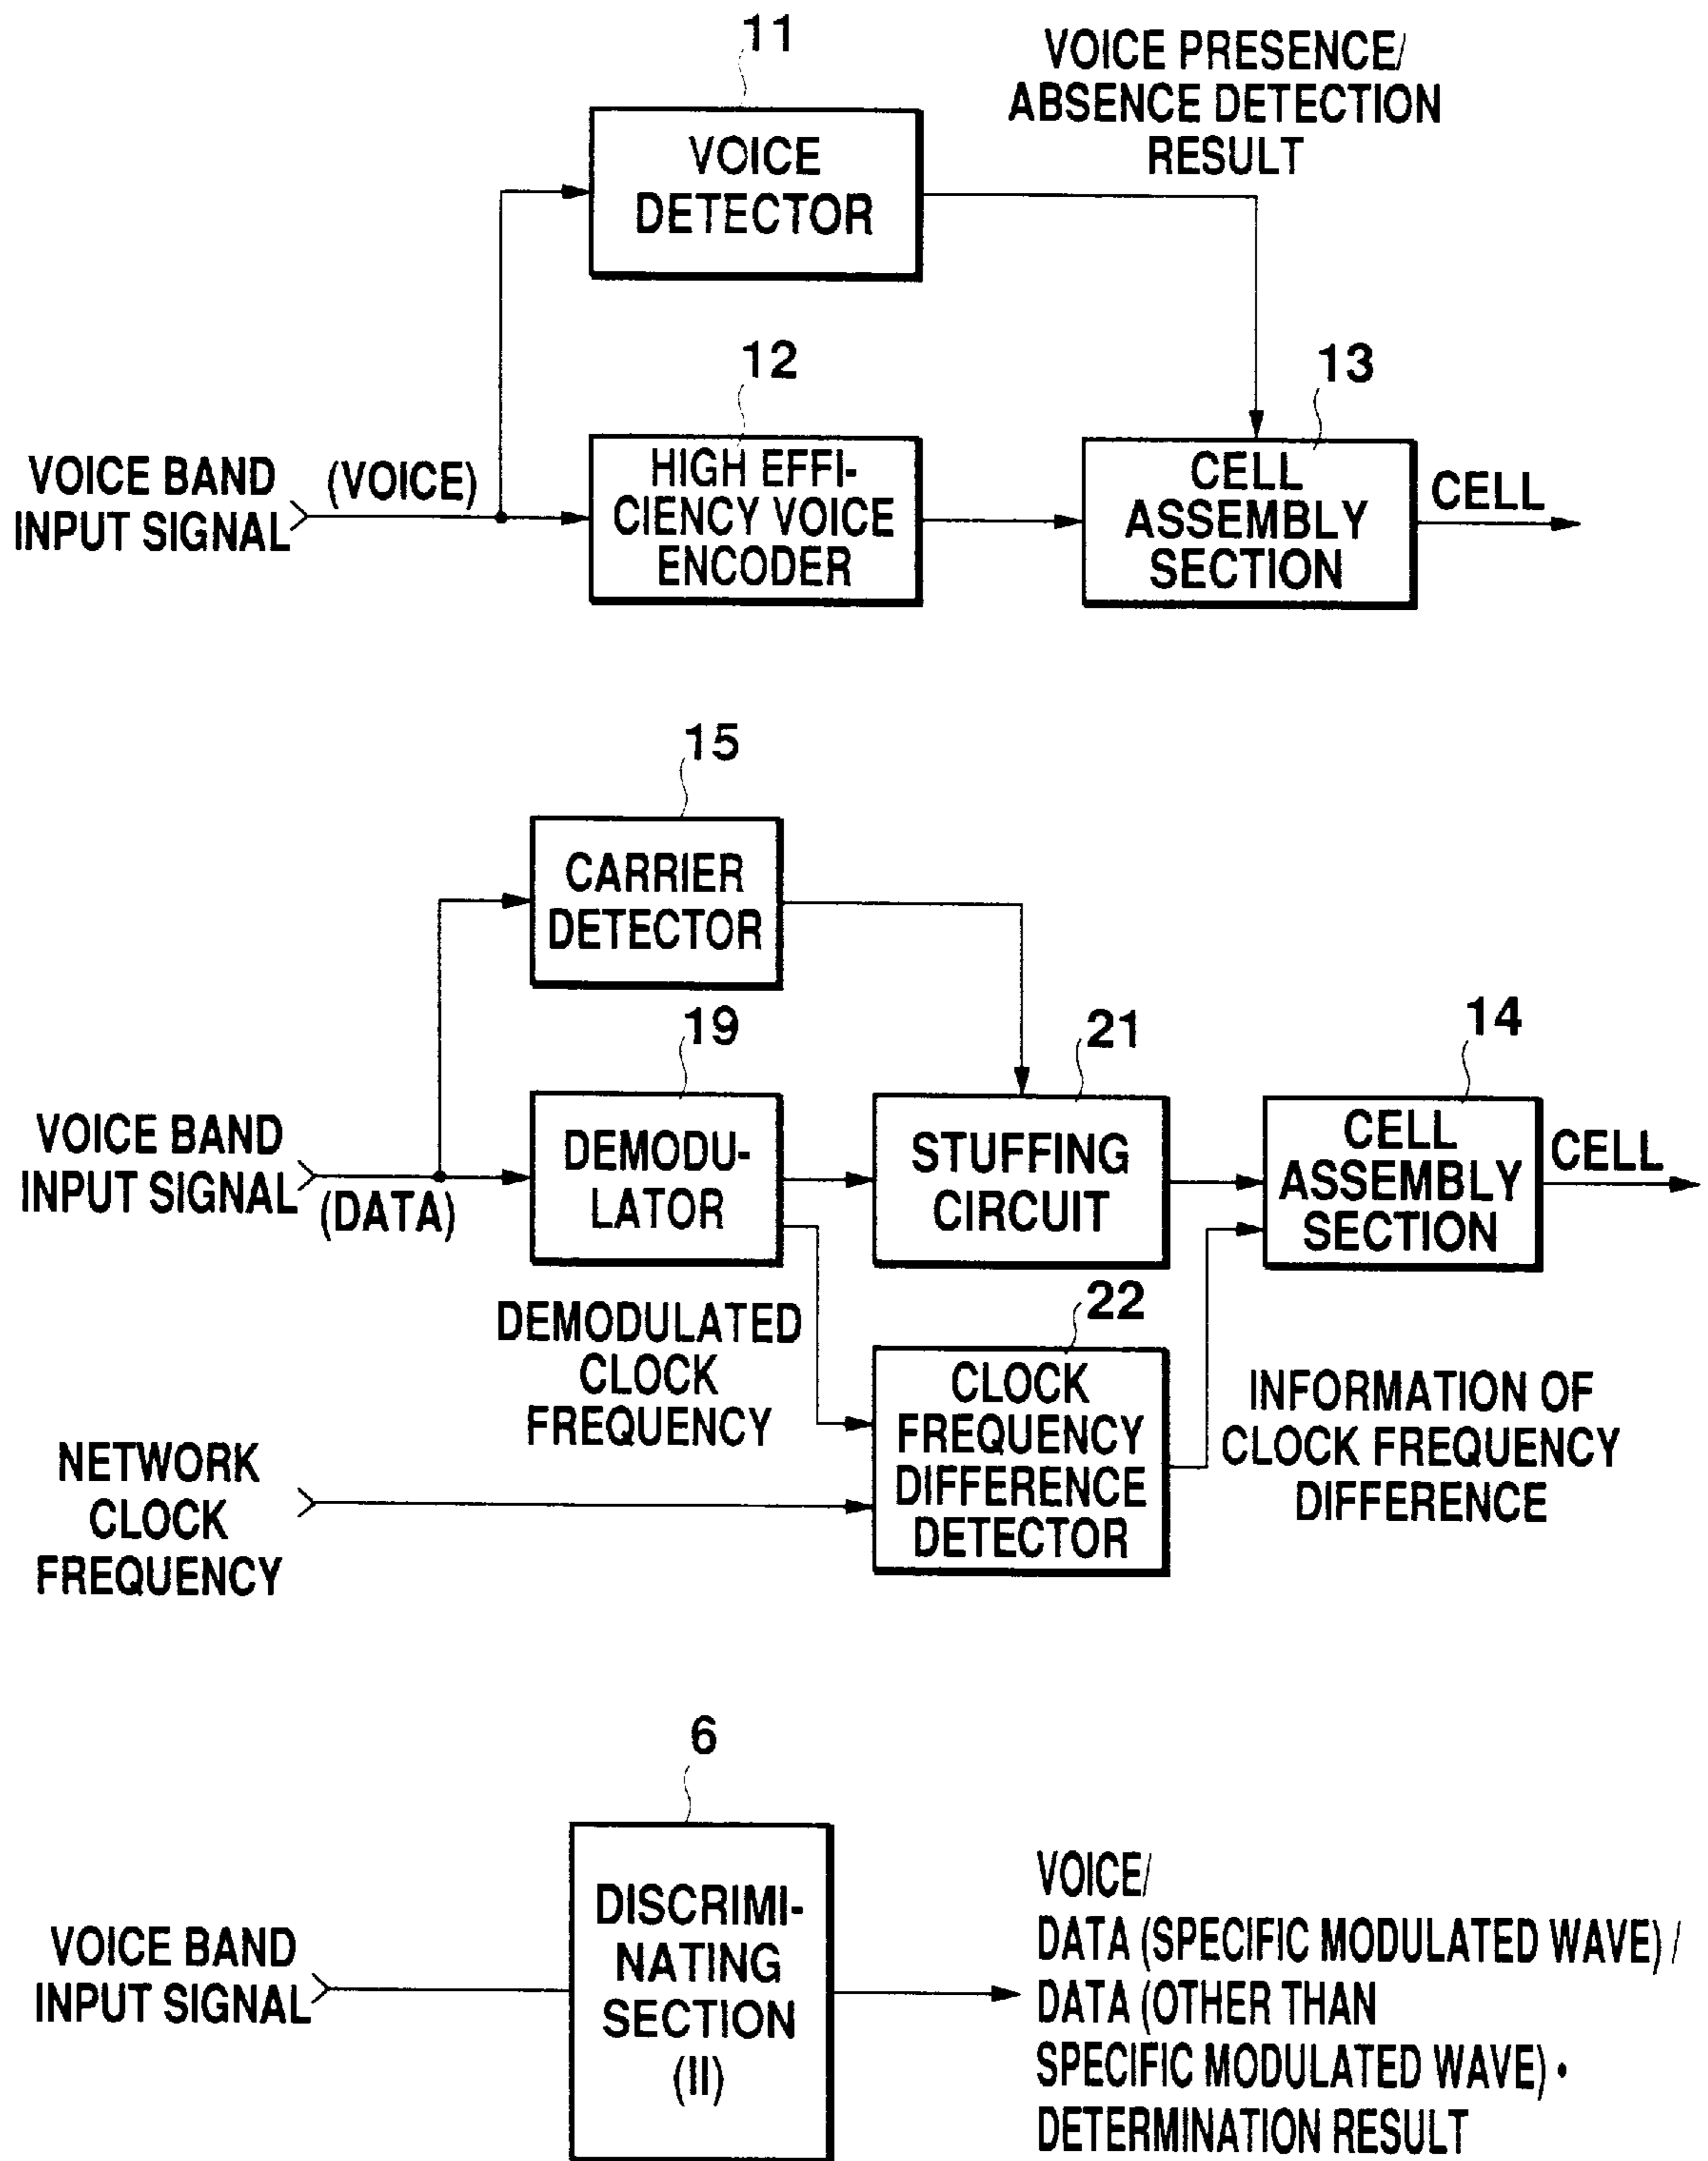 11
VOICE PRESENCE/
ABSENCE DETECTION
RESULT
VOICE
DETECTOR
12
13
VOICE BAND
INPUT SIGNAL
(VOICE)
HIGH EFFI-
CIENCY VOICE
ENCODER
CELL
ASSEMBLY
SECTION
CELL
15
CARRIER
DETECTOR
19
21
14
VOICE BAND
INPUT SIGNAL
(DATA)
DEMODU-
LATOR
STUFFING
CIRCUIT
CELL
ASSEMBLY
SECTION
CELL
DEMODULATED
CLOCK
FREQUENCY
22
NETWORK
CLOCK
FREQUENCY
CLOCK
FREQUENCY
DIFFERENCE
DETECTOR
INFORMATION OF
CLOCK FREQUENCY
DIFFERENCE
6
VOICE BAND
INPUT SIGNAL
DISCRIMI-
NATING
SECTION
(II)
VOICE/
DATA (SPECIFIC MODULATED WAVE) /
DATA (OTHER THAN
SPECIFIC MODULATED WAVE) •
DETERMINATION RESULT